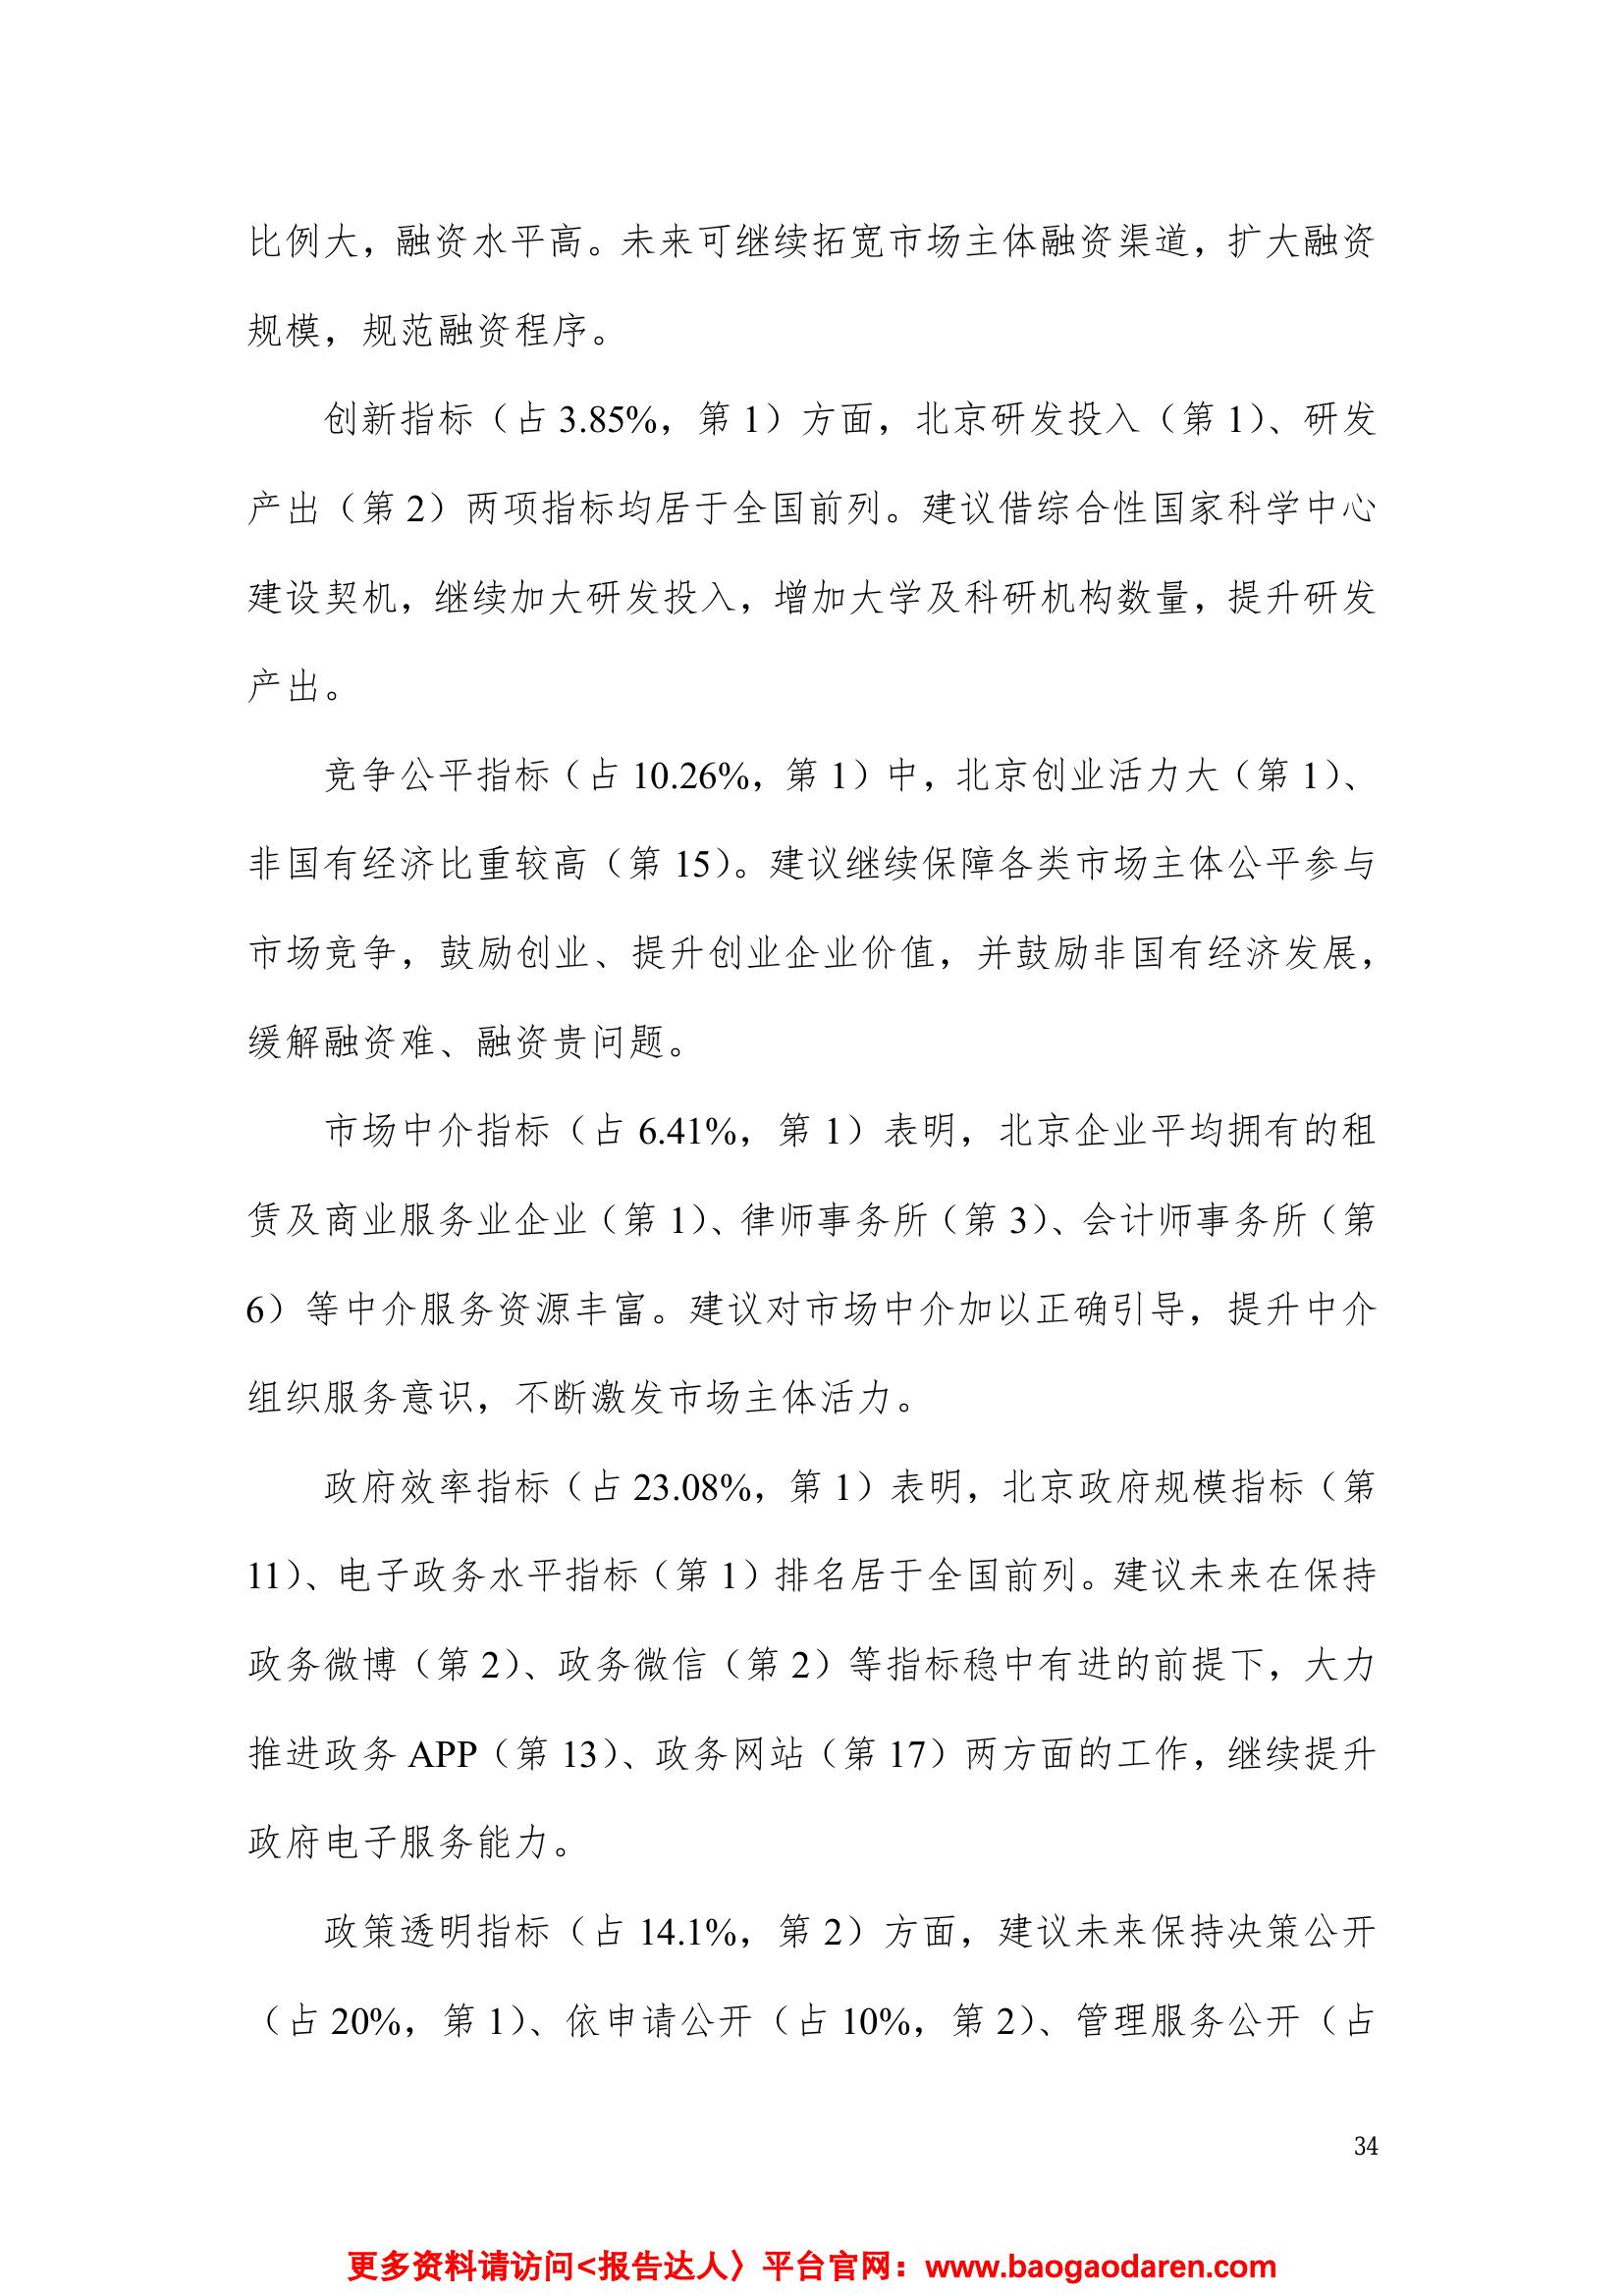 比例大，融资水平高。未来可继续拓宽市场主体融资渠道，扩大融资
规模，规范融资程序。
创新指标（占 3.85%，第 1）方面，北京研发投入（第 1）、研发
产出（第 2）两项指标均居于全国前列。建议借综合性国家科学中心
建设契机，继续加大研发投入，增加大学及科研机构数量，提升研发
产出。
竞争公平指标（占 10.26%，第 1）中，北京创业活力大（第 1）、
非国有经济比重较高（第 15）。建议继续保障各类市场主体公平参与
市场竞争，鼓励创业、提升创业企业价值，并鼓励非国有经济发展，
缓解融资难、融资贵问题。
市场中介指标（占 6.41%，第 1）表明，北京企业平均拥有的租
赁及商业服务业企业（第 1）、律师事务所（第 3）、会计师事务所（第
6）等中介服务资源丰富。建议对市场中介加以正确引导，提升中介
组织服务意识，不断激发市场主体活力。
政府效率指标（占 23.08%，第 1）表明，北京政府规模指标（第
11）、电子政务水平指标（第 1）排名居于全国前列。建议未来在保持
政务微博（第 2）、政务微信（第 2）等指标稳中有进的前提下，大力
推进政务 APP（第 13）、政务网站（第 17）两方面的工作，继续提升
政府电子服务能力。
政策透明指标（占 14.1%，第 2）方面，建议未来保持决策公开
（占 20%，第 1）、依申请公开（占 10%，第 2）、管理服务公开（占
34
更多资料请访问<报告达人〉平台官网：www.baogaodaren.com